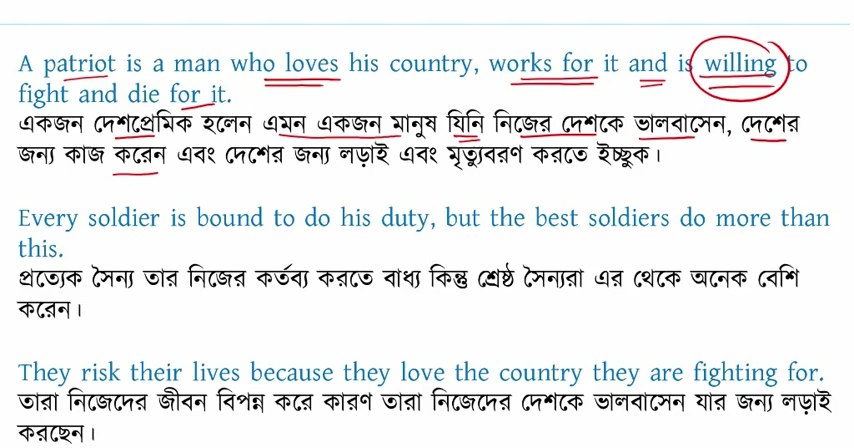 A patriot is a man who loves his country, works for it and is willing to
fight and die for it.
একজন দেশপ্রেমিক হলেন এমন একজন মানুষ যিনি নিজের দেশকে ভালবাসেন, দেশের
জন্য কাজ করেন এবং দেশের জন্য লড়াই এবং মৃত্যুবরণ করতে ইচ্ছুক।
Every soldier is bound to do his duty, but the best soldiers do more than
this.
প্রত্যেক সৈন্য তার নিজের কর্তব্য করতে বাধ্য কিন্তু শ্রেষ্ঠ সৈন্যরা এর থেকে অনেক বেশি
করেন।
They risk their lives because they love the country they are fighting for.
তারা নিজেদের জীবন বিপন্ন করে কারণ তারা নিজেদের দেশকে ভালবাসেন যার জন্য লড়াই
করছেন।